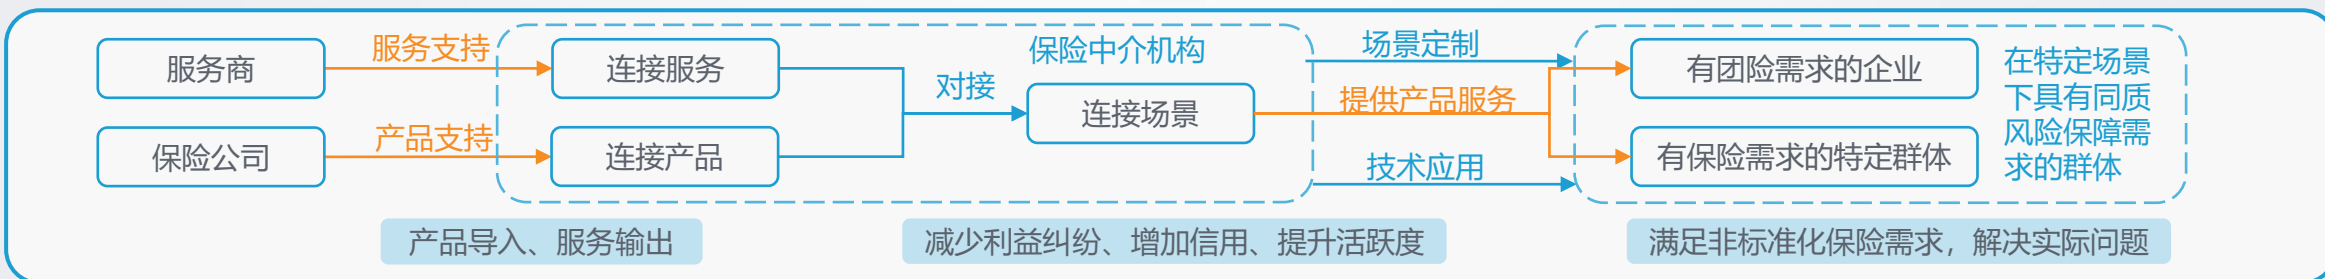 服务商
服务支持
连接服务
保险公司
产品支持
连接产品
对接
保险中介机构
连接场景
场景定制
提供产品服务
技术应用
有团险需求的企业
有保险需求的特定群体
在特定场景
下具有同质
风险保障需
求的群体
产品导入、服务输出
减少利益纠纷、增加信用、提升活跃度
满足非标准化保险需求，解决实际问题